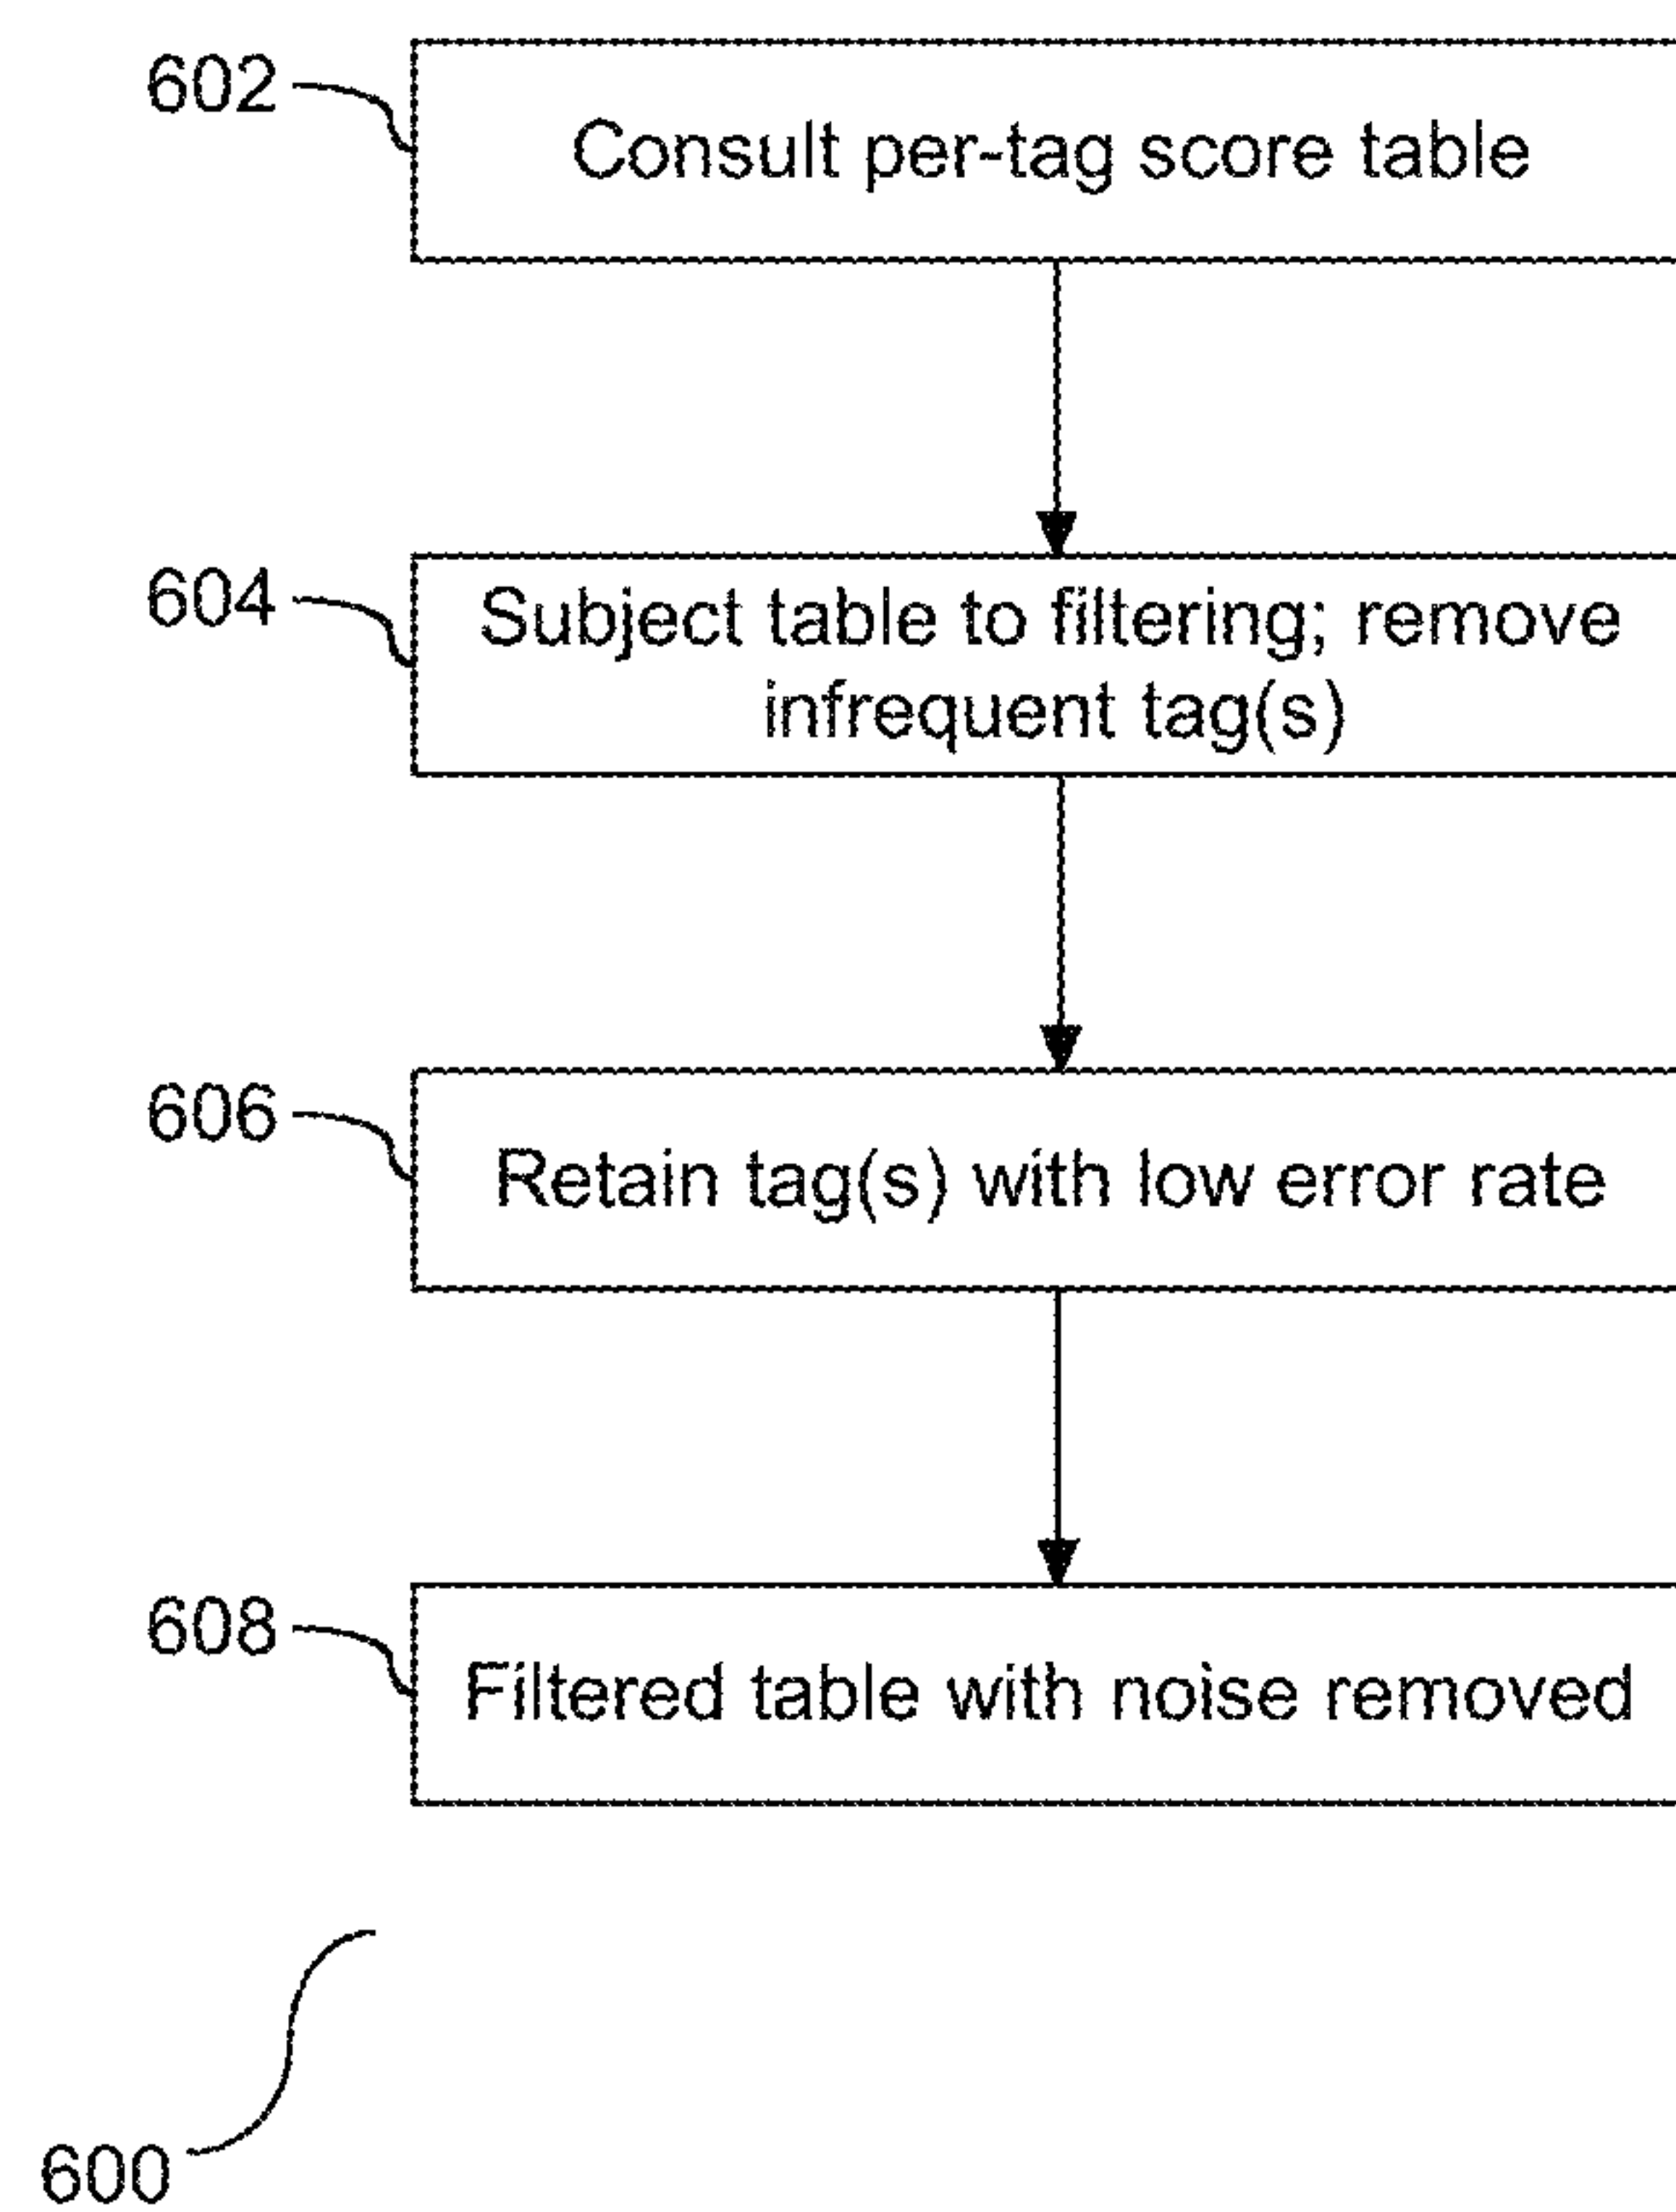 602
Consult per-tag score table
604
Subject table to filtering; remove
infrequent tag(s)
606
Retain tag(s) with low error rate
608
Filtered table with noise removed
600